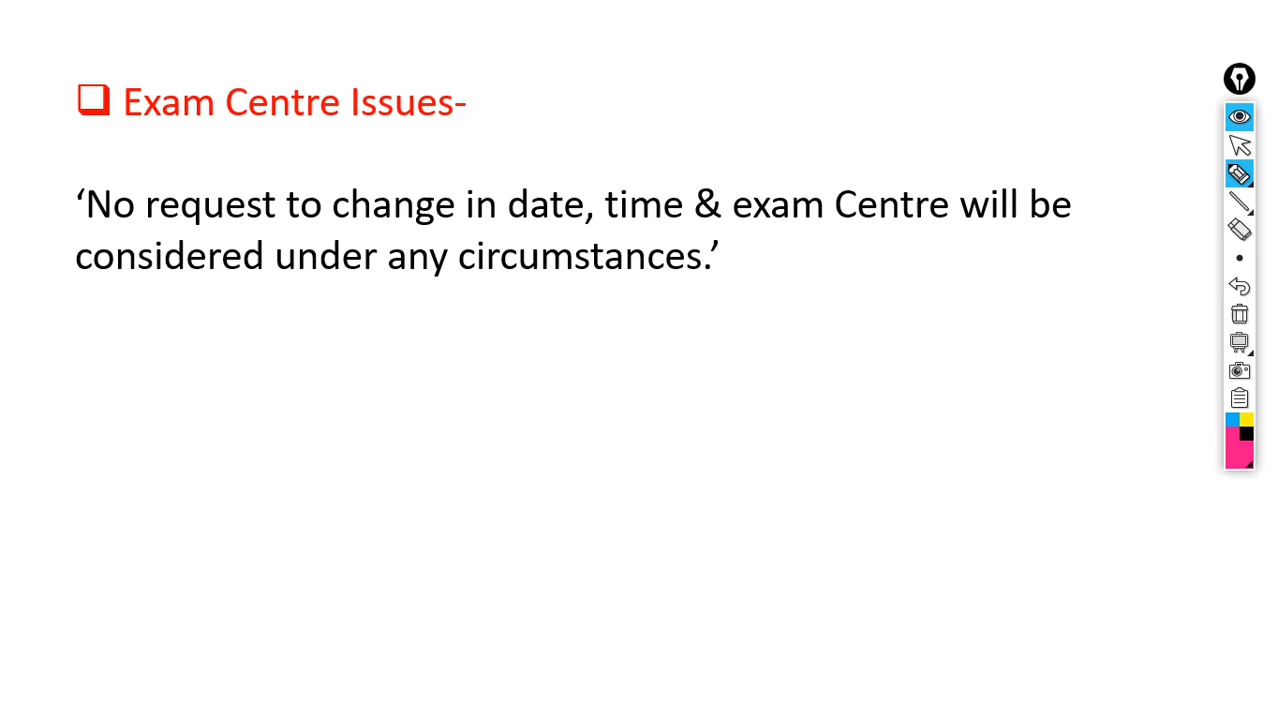 Exam Centre Issues-
‘No request to change in date, time & exam Centre will be
considered under any circumstances.’